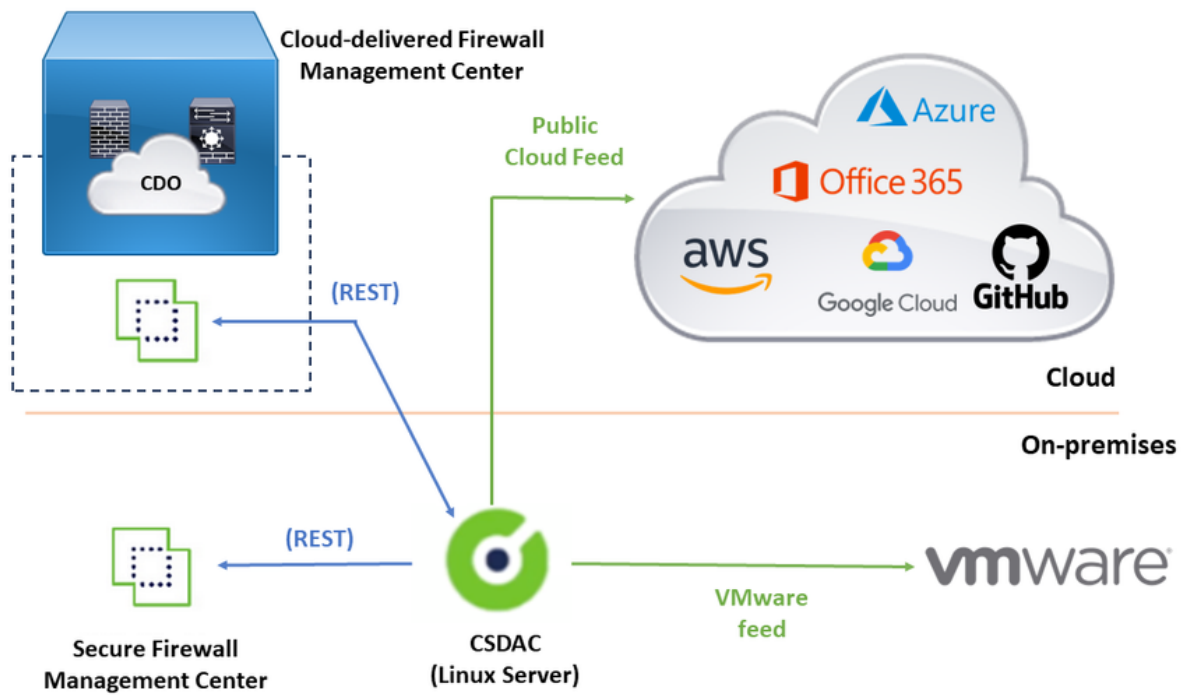 Cloud-delivered Firewall
Management Center
CDO
(REST)
Public
Cloud Feed
Azure
Office 365
aws
Google Cloud
GitHub
Cloud
On-premises
(REST)
Secure Firewall
Management Center
CSDAC
(Linux Server)
VMware
feed
vmware®